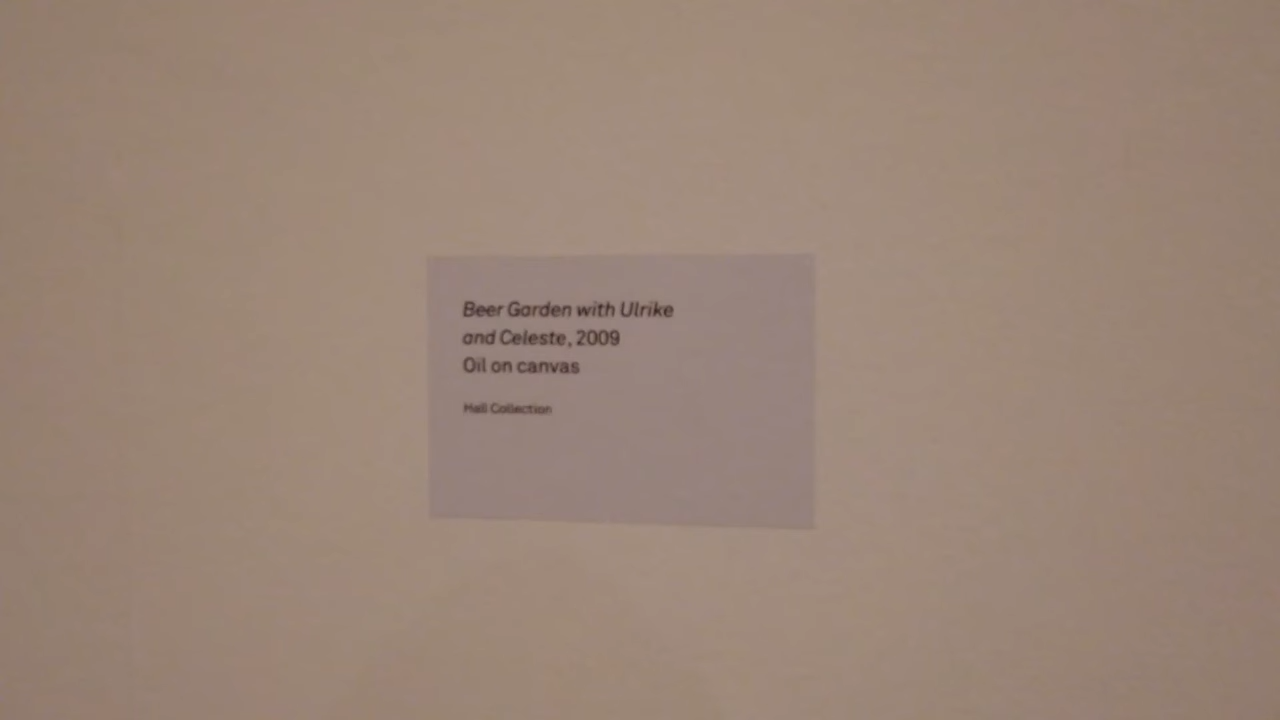 Beer Garden with Ulrike
and Celeste, 2009
Oil on canvas
Hall Collection